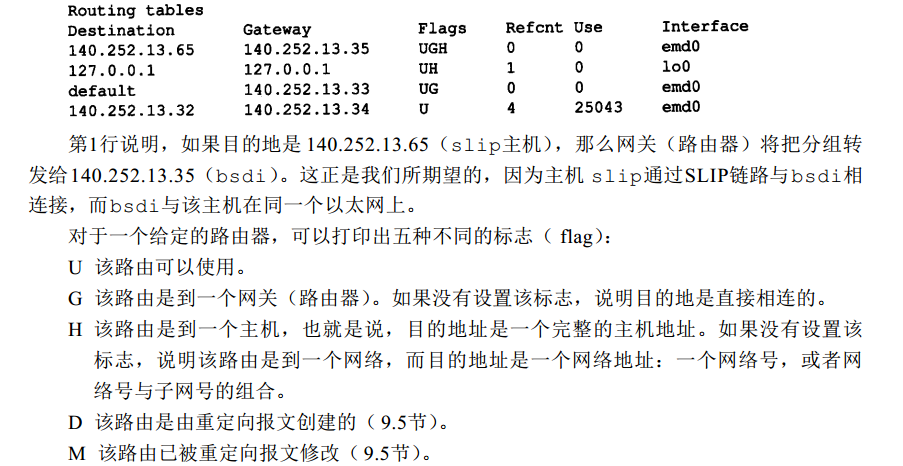 Routing tables
Destination Gateway Flags Refcnt Use Interface
140.252.13.65 140.252.13.35 UGH 0 0 emd0
127.0.0.1 127.0.0.1 UH 1 0 lo0
default 140.252.13.33 UG 0 0 emd0
140.252.13.32 140.252.13.34 U 4 25043 emd0
第1行说明，如果目的地是 140.252.13.65（slip主机），那么网关（路由器）将把分组转
发给140.252.13.35（bsdi）。这正是我们所期望的，因为主机 slip通过SLIP链路与bsdi相
连接，而bsdi与该主机在同一个以太网上。
对于一个给定的路由器，可以打印出五种不同的标志（ flag）：
U 该路由可以使用。
G 该路由是到一个网关（路由器）。如果没有设置该标志，说明目的地是直接相连的。
H 该路由是到一个主机，也就是说，目的地址是一个完整的主机地址。如果没有设置该
标志，说明该路由是到一个网络，而目的地址是一个网络地址：一个网络号，或者网
络号与子网号的组合。
D 该路由是由重定向报文创建的（ 9.5节）。
M 该路由已被重定向报文修改（ 9.5节）。